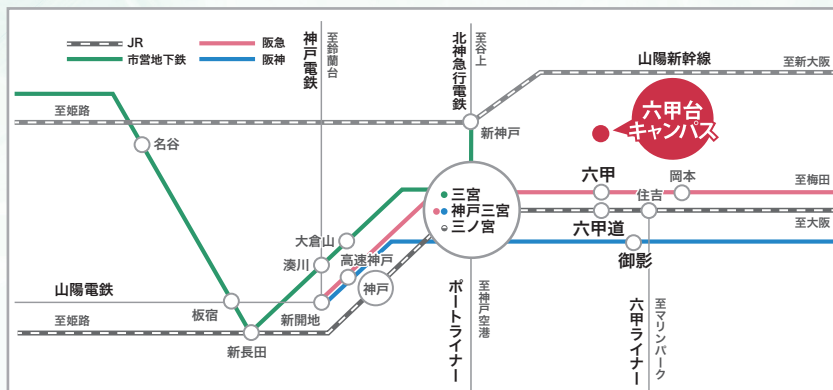 JR
阪急
市営地下鉄
阪神
神戸電鉄
至鈴蘭台
北神急行電鉄
至谷上
山陽新幹線
至新大阪
至姫路
新神戸
六甲台
キャンパス
名谷
六甲
岡本
住吉
至梅田
三宮
神戸三宮
三ノ宮
六甲道
至大阪
大倉山
湊川
高速神戸
御影
山陽電鉄
神戸
板宿
新開地
至姫路
新長田
ポートライナー
至神戸空港
六甲ライナー
至マリンパーク